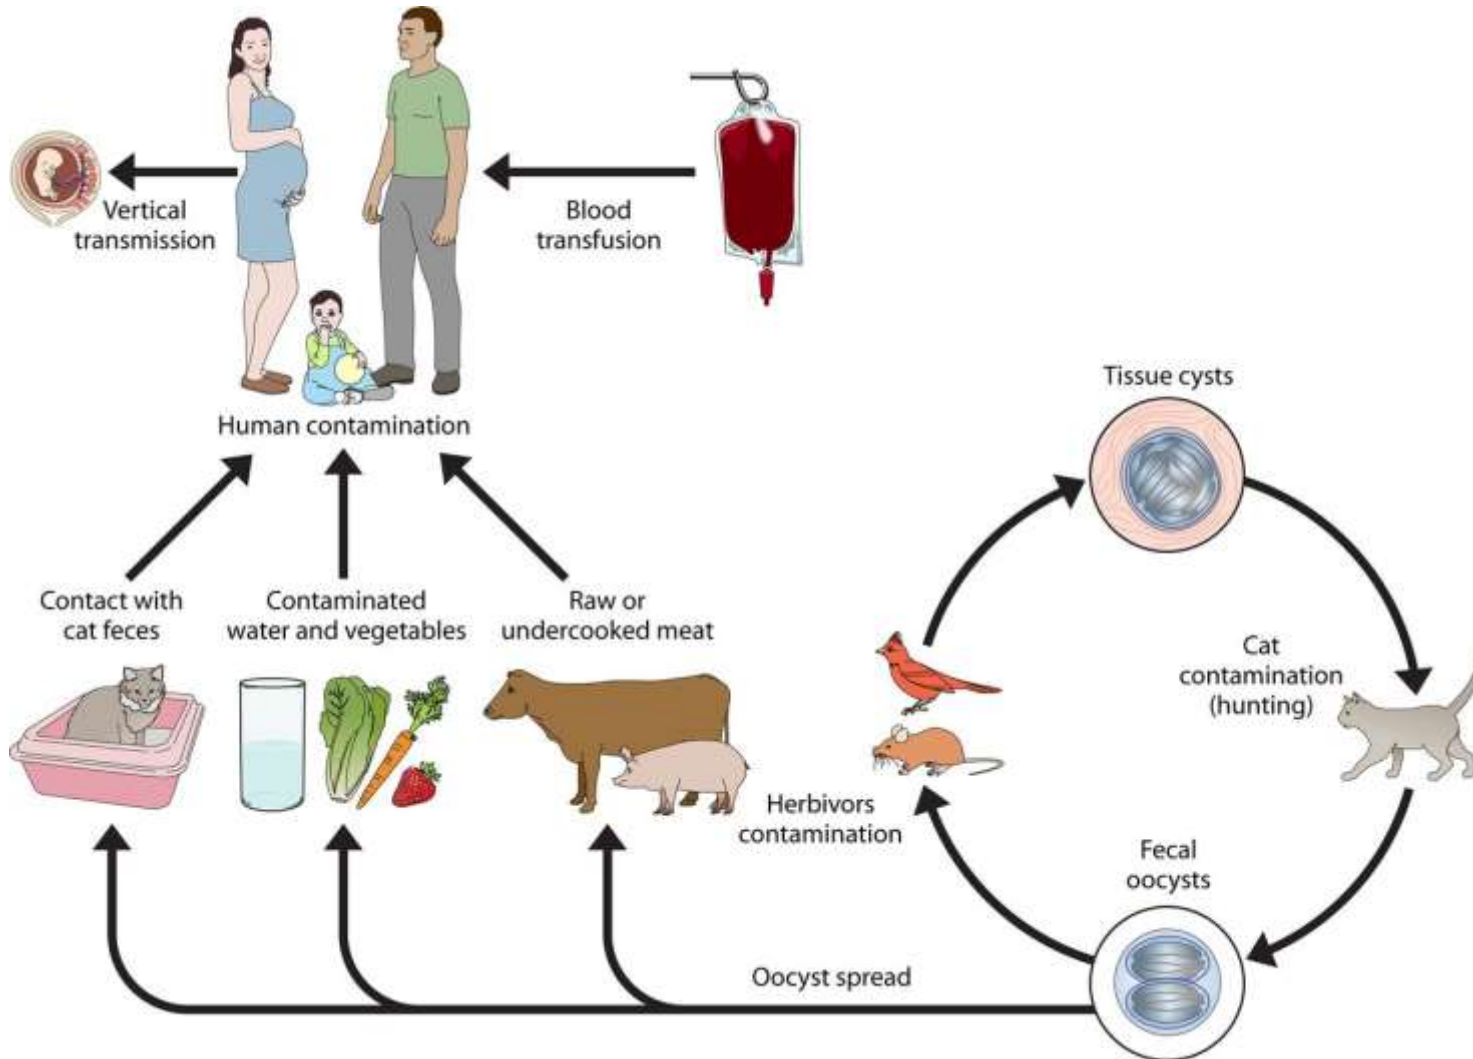 Vertical
transmission
Blood
transfusion
Human contamination
Tissue cysts
Contact with
cat feces
Contaminated
water and vegetables
Raw or
undercooked meat
Cat
contamination
(hunting)
Herbivors
contamination
Fecal
oocysts
Oocyst spread